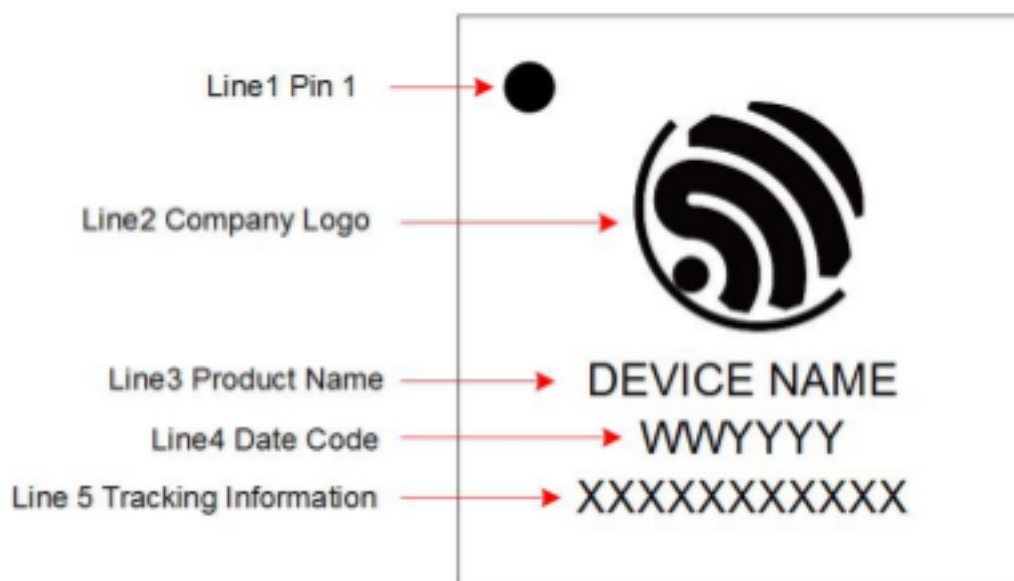 Line1 Pin 1
Line2 Company Logo
Line3 Product Name
DEVICE NAME
Line4 Date Code
WWYYYY
Line 5 Tracking Information
XXXXXXXXXXX